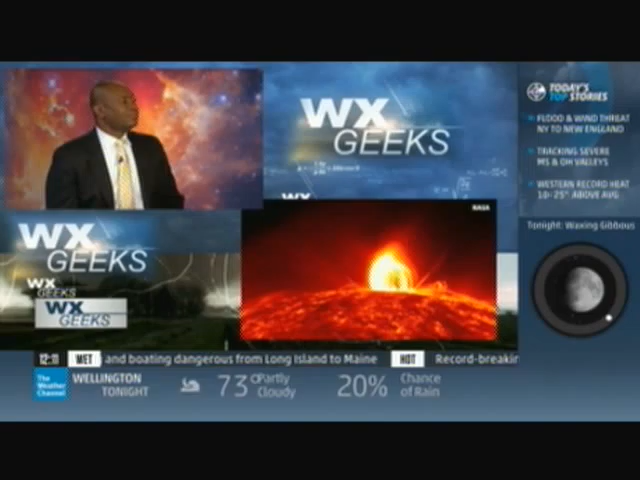 WX
GEEKS
WX
WX
GEEKS
WX
GEEKS
WX
GEEKS
NASA
TODAY'S
TOP STORIES
FLOOD & WIND THREAT
NY TO NEW ENGLAND
TRACKING SEVERE
MS & OH VALLEYS
WESTERN RECORD HEAT
10-25° ABOVE AVG
Tonight: Waxing Gibbous
12:11 WET and boating dangerous from Long Island to Maine HOT Record-breakin
The
Weather
Channel
WELLINGTON
TONIGHT
73° Partly
Cloudy
20% Chance
of Rain